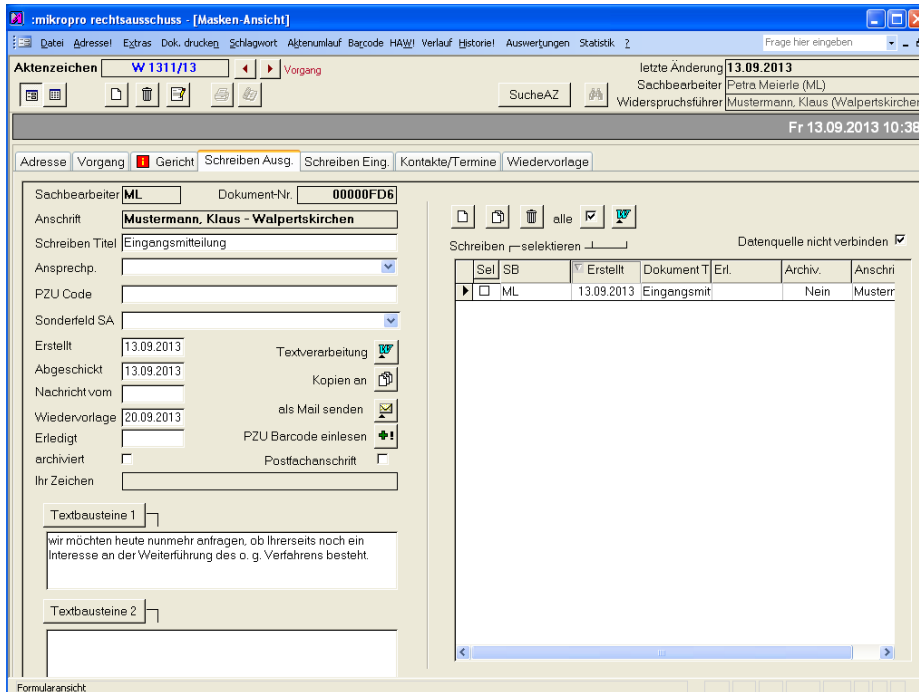 :mikropro rechtsausschuss - [Masken-Ansicht]
Datei Adresse! Extras Dok. drucken Schlagwort Aktenumlauf Barcode HAW! Verlauf Historie! Auswertungen Statistik ? Frage hier eingeben
Aktenzeichen W 1311/13 Vorgang letzte Änderung 13.09.2013
Sachbearbeiter Petra Meierle (ML)
SucheAZ Widerspruchsführer Mustermann, Klaus (Walpertskirchen
Fr 13.09.2013 10:38
Adresse Vorgang Gericht Schreiben Ausg. Schreiben Eing. Kontakte/Termine Wiedervorlage
Sachbearbeiter ML Dokument-Nr. 00000FD6
Anschrift Mustermann, Klaus - Walpertskirchen
Schreiben Titel Eingangsmitteilung
Ansprechp.
PZU Code
Sonderfeld SA
Erstellt 13.09.2013 Textverarbeitung
Abgeschickt 13.09.2013 Kopien an
Nachricht vom
Wiedervorlage 20.09.2013 als Mail senden
Erledigt PZU Barcode einlesen
archiviert Postfachanschrift
Ihr Zeichen
Textbausteine 1
wir möchten heute nunmehr anfragen, ob Ihrerseits noch ein
Interesse an der Weiterführung des o. g. Verfahrens besteht.
Textbausteine 2
alle
Schreiben selektieren Datenquelle nicht verbinden
Sel SB Erstellt Dokument T Erl. Archiv. Anschri
ML 13.09.2013 Eingangsmit Nein Musterm
Formularansicht